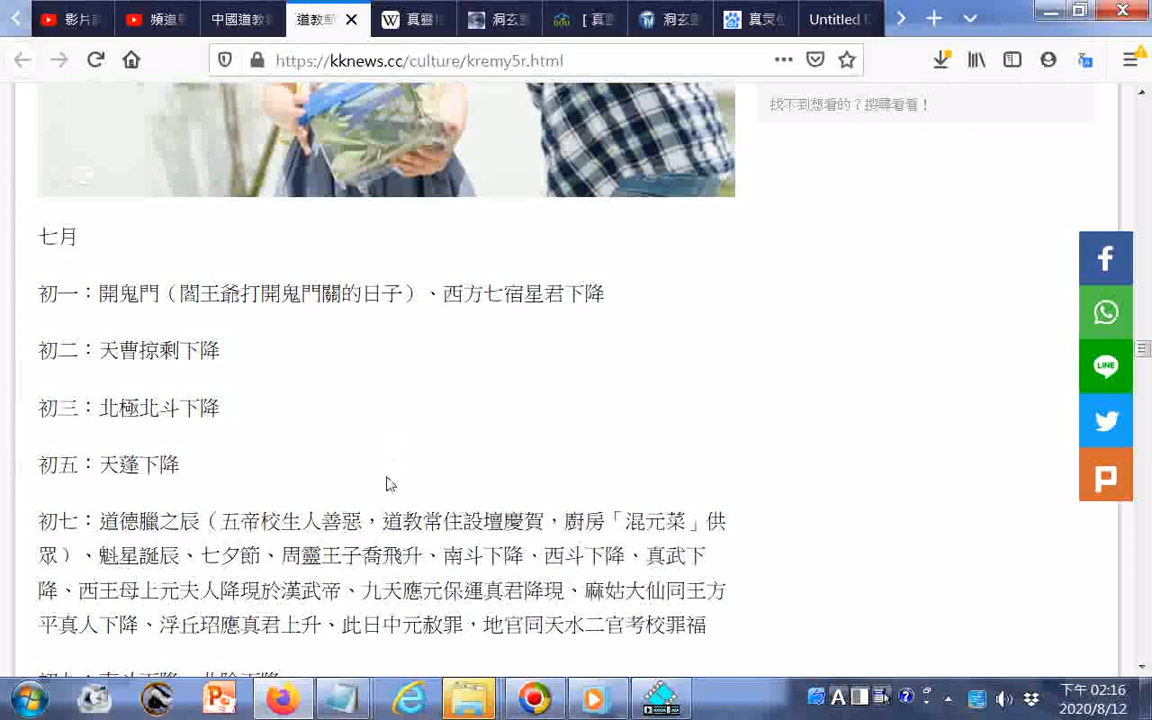 影片
頻道
中國道教
道教節
真靈
洞玄
[ 真
洞玄
真灵位
Untitled
https://kknews.cc/culture/kremy5r.html
找不到想看的？搜尋看看！
七月
初一：開鬼門（閻王爺打開鬼門關的日子）、西方七宿星君下降
初二：天曹掠剩下降
初三：北極北斗下降
初五：天蓬下降
初七：道德臘之辰（五帝校生人善惡，道教常住設壇慶賀，廚房「混元菜」供
眾）、魁星誕辰、七夕節、周靈王子喬飛升、南斗下降、西斗下降、真武下
降、西王母上元夫人降現於漢武帝、九天應元保運真君降現、麻姑大仙同王方
平真人下降、浮丘玿應真君上升、此日中元赦罪，地官同天水二官考校罪福
LINE
下午 02:16
2020/8/12